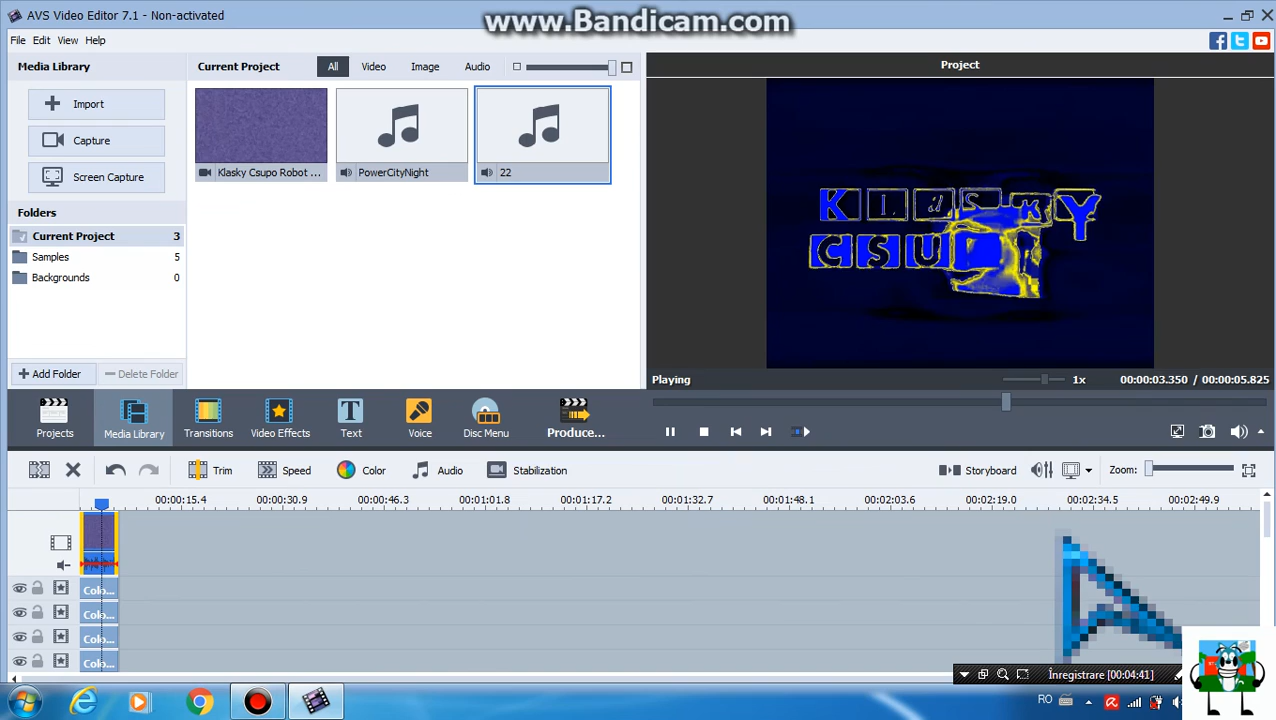 AVS Video Editor 7.1 - Non-activated
www.Bandicam.com
File Edit View Help
Media Library
Current Project All Video Image Audio
Project
Import
Capture
Screen Capture
Klasky Csupo Robot ...
PowerCityNight
22
Folders
Current Project 3
Samples 5
Backgrounds 0
Add Folder
Delete Folder
KlasKY
CSU
Playing
1x
00:00:03.350 / 00:00:05.825
Projects
Media Library
Transitions
Video Effects
Text
Voice
Disc Menu
Produce...
Trim
Speed
Color
Audio
Stabilization
Storyboard
Zoom:
00:00:15.4 00:00:30.9 00:00:46.3 00:01:01.8 00:01:17.2 00:01:32.7 00:01:48.1 00:02:03.6 00:02:19.0 00:02:34.5 00:02:49.9
Colo...
Colo...
Colo...
Colo...
Înregistrare [00:04:41]
RO